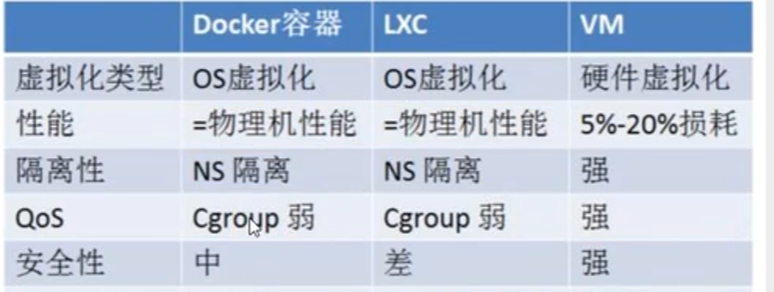 Docker容器 LXC VM
虚拟化类型 OS虚拟化 OS虚拟化 硬件虚拟化
性能 =物理机性能 =物理机性能 5%-20%损耗
隔离性 NS 隔离 NS 隔离 强
QoS Cgroup 弱 Cgroup 弱 强
安全性 中 差 强